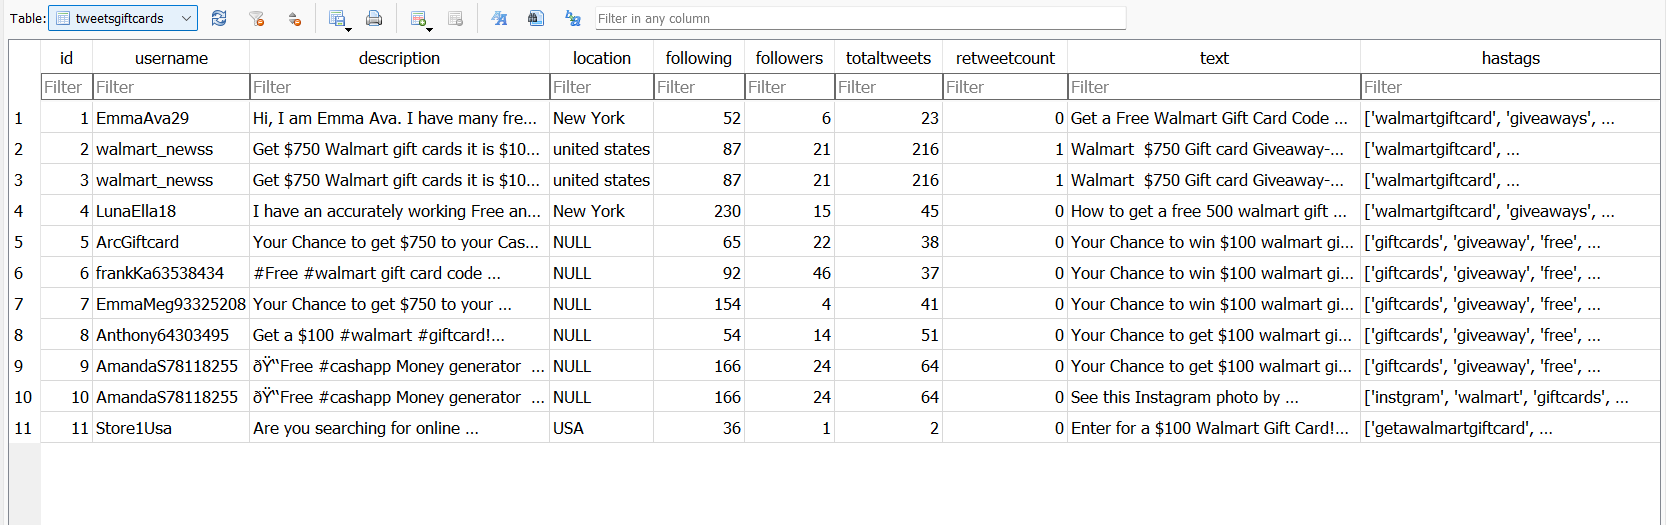 Table: tweetsgiftcards Filter in any column
id username description location following followers totaltweets retweetcount text hastags
Filter Filter Filter Filter Filter Filter Filter Filter Filter Filter
1 1 EmmaAva29 Hi, I am Emma Ava. I have many fre... New York 52 6 23 0 Get a Free Walmart Gift Card Code ... ['walmartgiftcard', 'giveaways', ...
2 2 walmart_newss Get $750 Walmart gift cards it is $10... united states 87 21 216 1 Walmart  $750 Gift card Giveaway-... ['walmartgiftcard', ...
3 3 walmart_newss Get $750 Walmart gift cards it is $10... united states 87 21 216 1 Walmart  $750 Gift card Giveaway-... ['walmartgiftcard', ...
4 4 LunaElla18 I have an accurately working Free an... New York 230 15 45 0 How to get a free 500 walmart gift ... ['walmartgiftcard', 'giveaways', ...
5 5 ArcGiftcard Your Chance to get $750 to your Cas... NULL 65 22 38 0 Your Chance to win $100 walmart gi... ['giftcards', 'giveaway', 'free', ...
6 6 frankKa63538434 #Free #walmart gift card code ... NULL 92 46 37 0 Your Chance to win $100 walmart gi... ['giftcards', 'giveaway', 'free', ...
7 7 EmmaMeg93325208 Your Chance to get $750 to your ... NULL 154 4 41 0 Your Chance to win $100 walmart gi... ['giftcards', 'giveaway', 'free', ...
8 8 Anthony64303495 Get a $100 #walmart #giftcard!... NULL 54 14 51 0 Your Chance to get $100 walmart gi... ['giftcards', 'giveaway', 'free', ...
9 9 AmandaS78118255 ðŸ“Free #cashapp Money generator  ... NULL 166 24 64 0 Your Chance to get $100 walmart gi... ['giftcards', 'giveaway', 'free', ...
10 10 AmandaS78118255 ðŸ“Free #cashapp Money generator  ... NULL 166 24 64 0 See this Instagram photo by ... ['instgram', 'walmart', 'giftcards', ...
11 11 Store1Usa Are you searching for online ... USA 36 1 2 0 Enter for a $100 Walmart Gift Card!... ['getawalmartgiftcard', ...